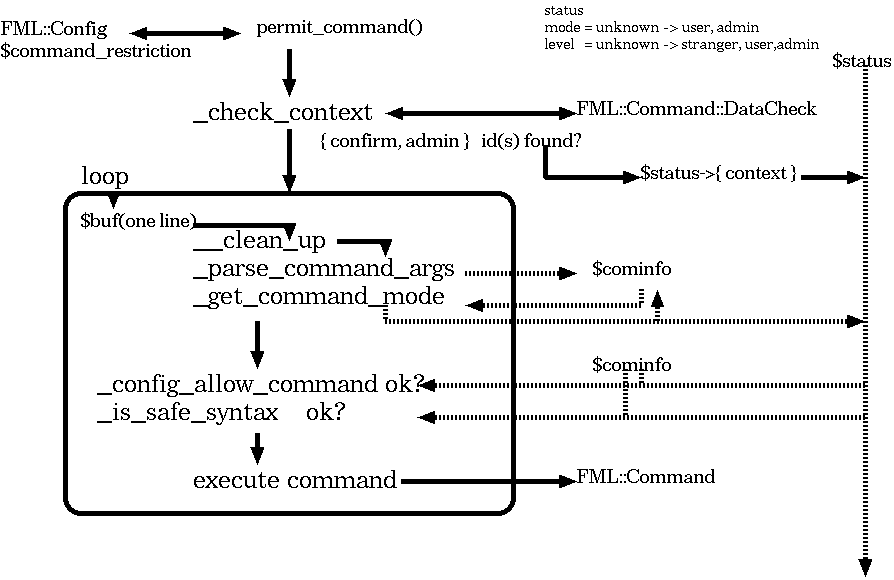 FML::Config
$command_restriction
permit_command()
status
mode = unknown -> user, admin
level = unknown -> stranger, user,admin
$status
_check_context
FML::Command::DataCheck
{ confirm, admin } id(s) found?
$status->{ context }
loop
$buf(one line)
__clean_up
_parse_command_args
$cominfo
_get_command_mode
$cominfo
_config_allow_command ok?
_is_safe_syntax ok?
execute command
FML::Command